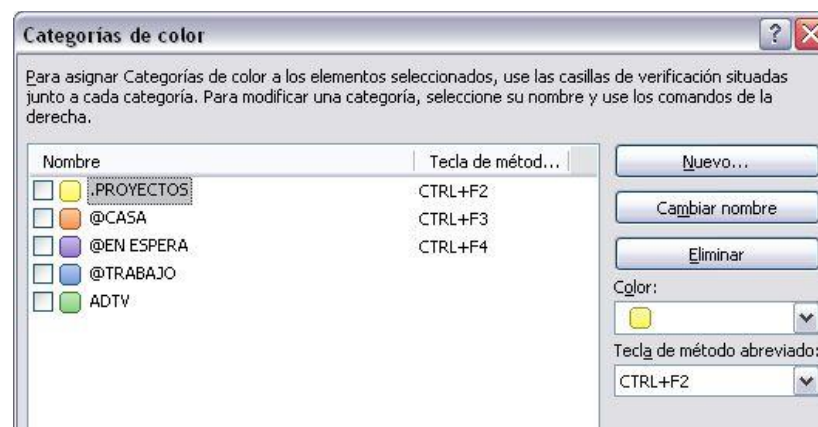 Categorías de color
Para asignar Categorías de color a los elementos seleccionados, use las casillas de verificación situadas
junto a cada categoría. Para modificar una categoría, seleccione su nombre y use los comandos de la
derecha.
Nombre Tecla de métod...
.PROYECTOS CTRL+F2
@CASA CTRL+F3
@EN ESPERA CTRL+F4
@TRABAJO
ADTV
Nuevo...
Cambiar nombre
Eliminar
Color:
Tecla de método abreviado:
CTRL+F2